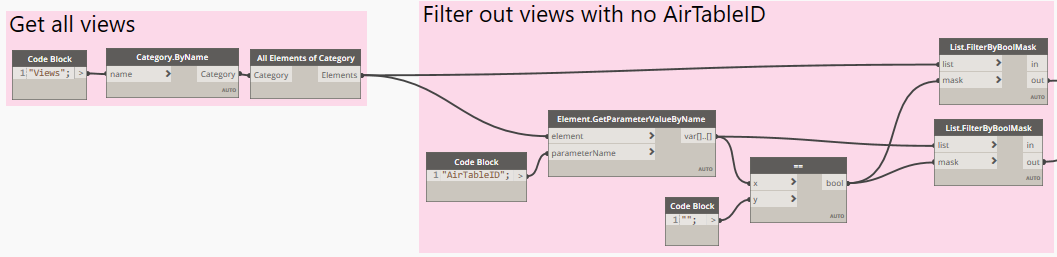 Get all views
Code Block
1 "Views"; >
Category.ByName
name > Category
AUTO
All Elements of Category
Category Elements
AUTO
Filter out views with no AirTableID
Element.GetParameterValueByName
element > var[]..[]
parameterName >
AUTO
Code Block
1 "AirTableID"; >
==
x > bool
y >
AUTO
Code Block
1 ""; >
List.FilterByBoolMask
list > in
mask > out
AUTO
List.FilterByBoolMask
list > in
mask > out
AUTO